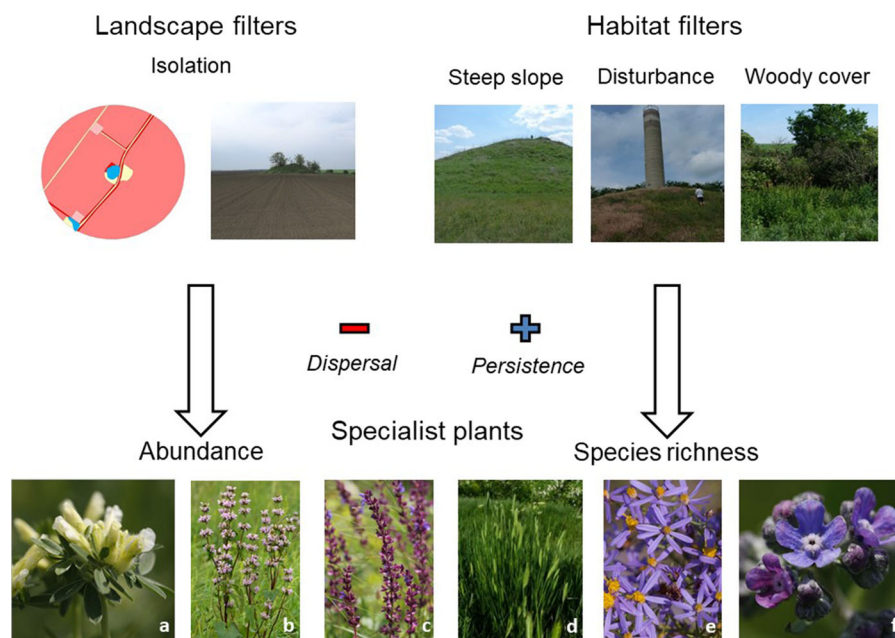 Landscape filters
Habitat filters
Isolation
Steep slope
Disturbance
Woody cover
Dispersal
Persistence
Specialist plants
Abundance
Species richness
a
b
c
d
e